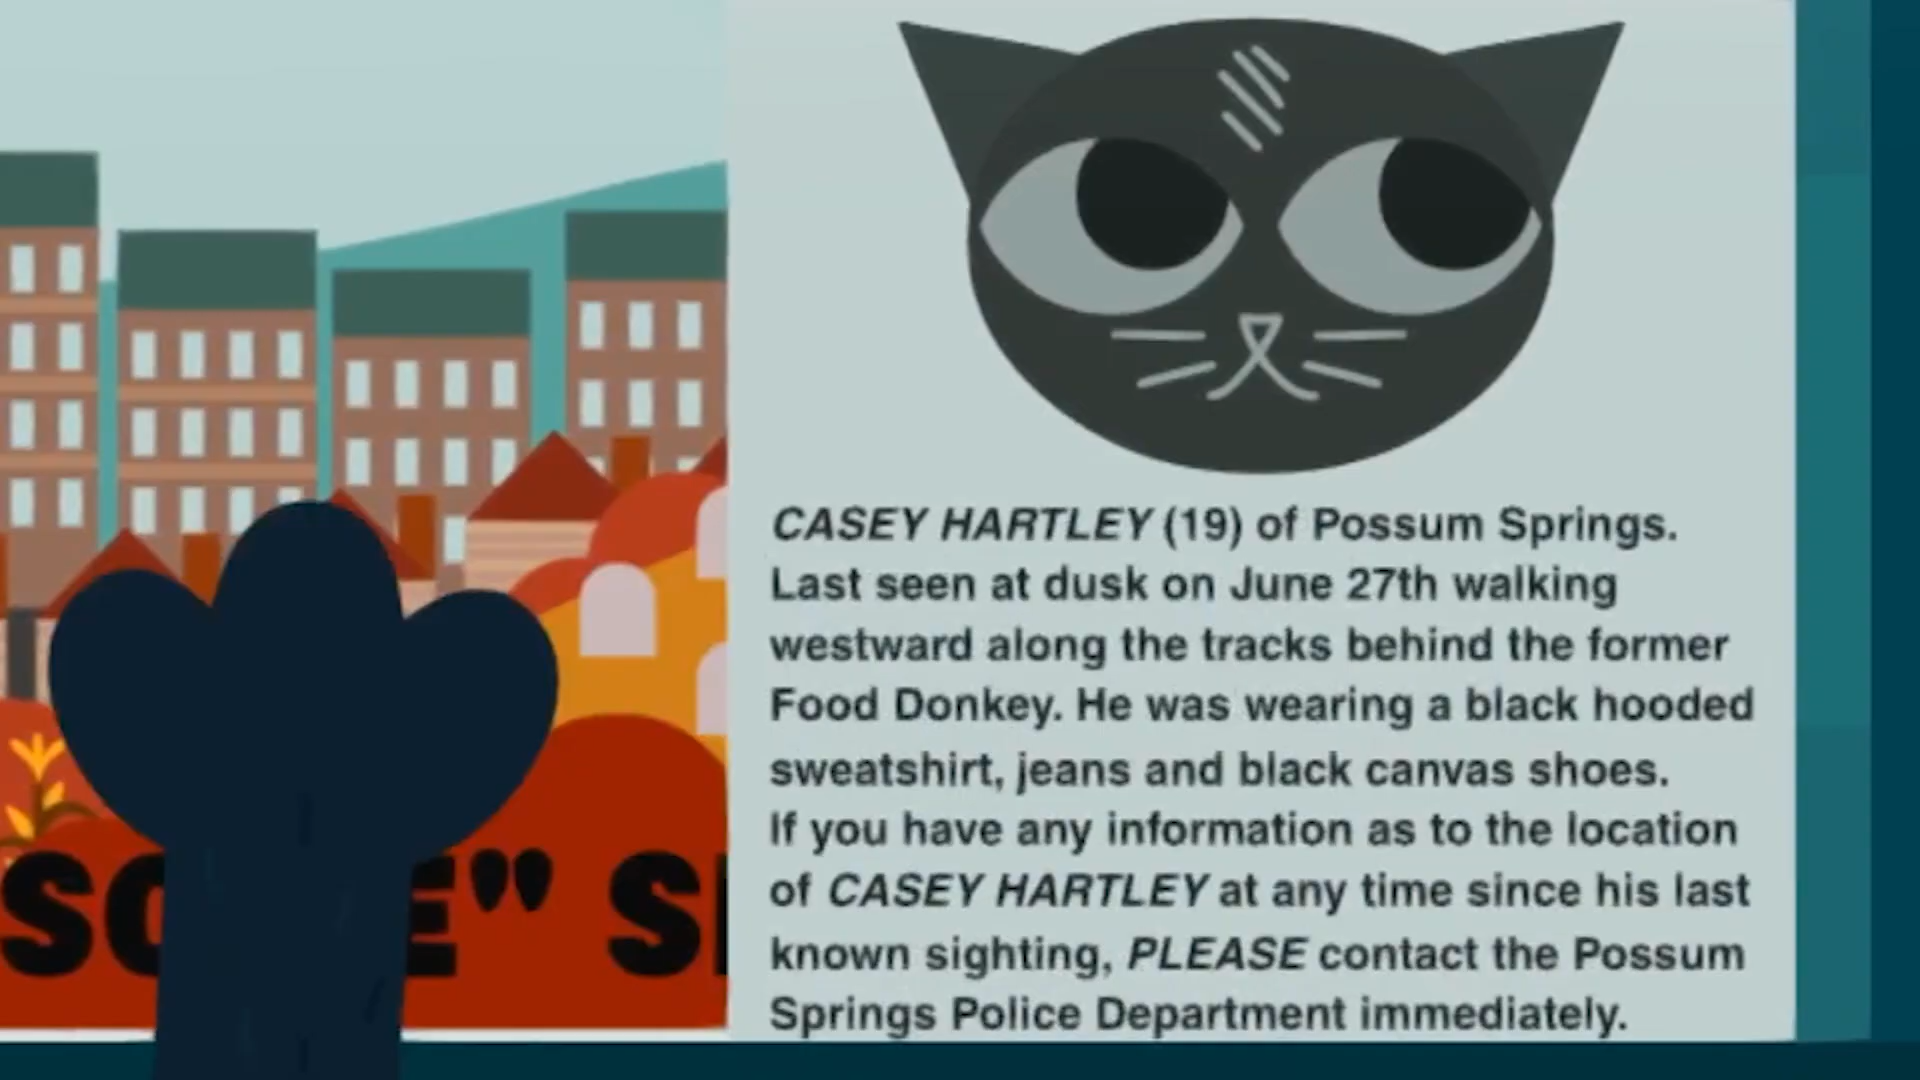 E" S
CASEY HARTLEY (19) of Possum Springs.
Last seen at dusk on June 27th walking
westward along the tracks behind the former
Food Donkey. He was wearing a black hooded
sweatshirt, jeans and black canvas shoes.
If you have any information as to the location
of CASEY HARTLEY at any time since his last
known sighting, PLEASE contact the Possum
Springs Police Department immediately.